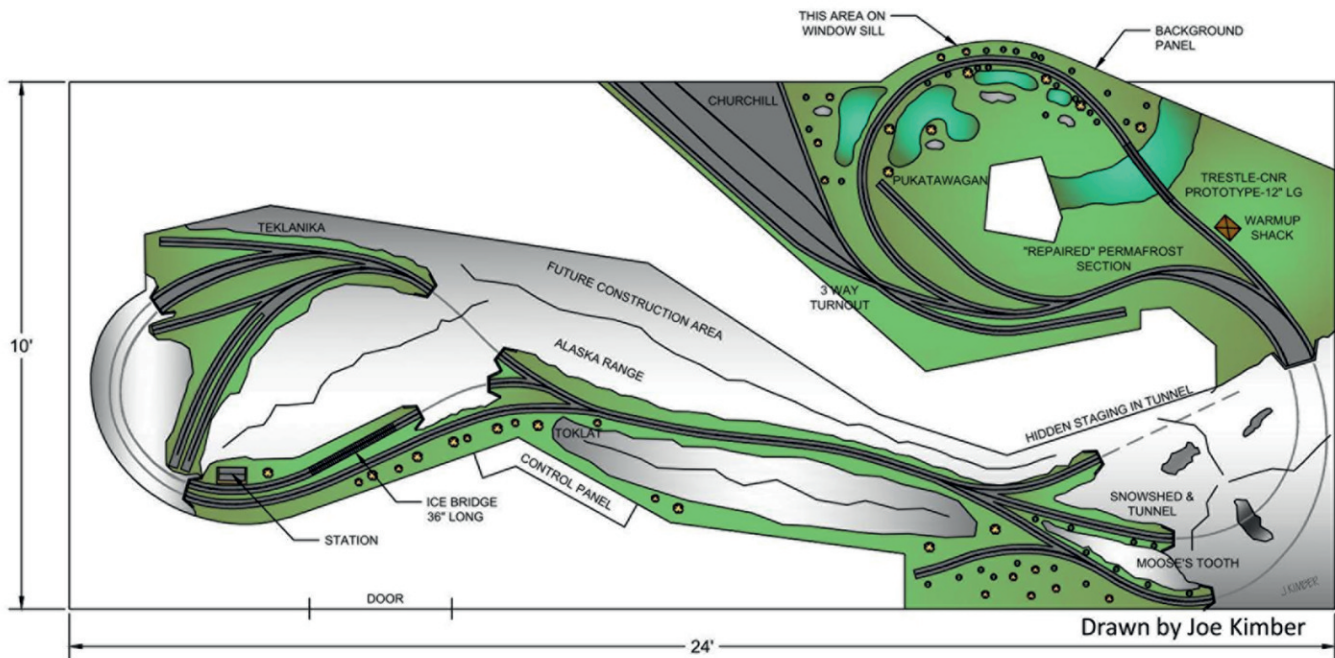 THIS AREA ON
WINDOW SILL
BACKGROUND
PANEL
CHURCHILL
PUKATAWAGAN
TRESTLE-CNR
PROTOTYPE-12" LG
WARMUP
SHACK
"REPAIRED" PERMAFROST
SECTION
3 WAY
TURNOUT
TEKLANIKA
FUTURE CONSTRUCTION AREA
10'
ALASKA RANGE
HIDDEN STAGING IN TUNNEL
TOKLAT
CONTROL PANEL
ICE BRIDGE
36" LONG
STATION
SNOWSHED &
TUNNEL
MOOSE'S TOOTH
J KIMBER
DOOR
Drawn by Joe Kimber
24'